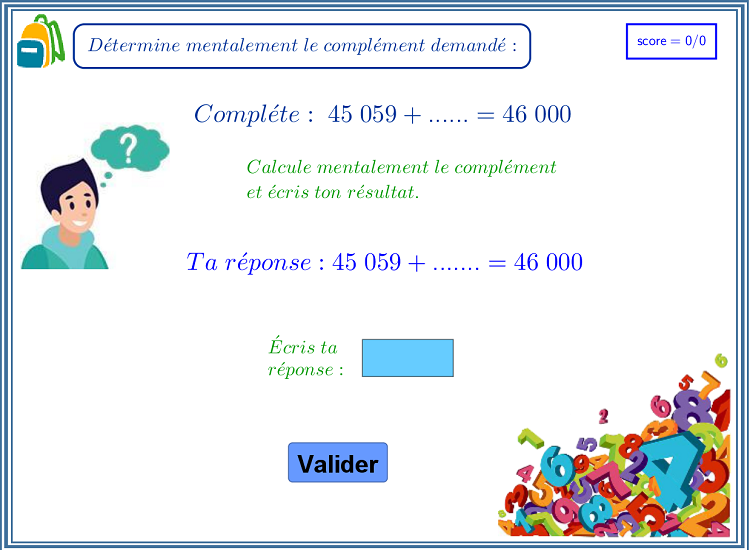 Détermine mentalement le complément demandé :
score = 0/0
Compléte : 45 059 + ...... = 46 000
?
Calcule mentalement le complément
et écris ton résultat.
Ta réponse : 45 059 + ....... = 46 000
Écris ta
réponse :
Valider